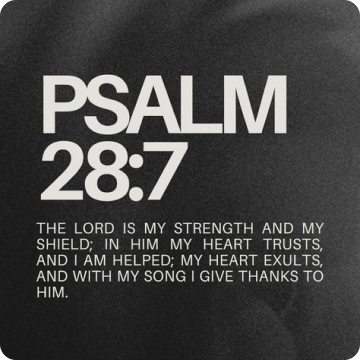 PSALM
28:7
THE LORD IS MY STRENGTH AND MY
SHIELD; IN HIM MY HEART TRUSTS,
AND I AM HELPED; MY HEART EXULTS,
AND WITH MY SONG I GIVE THANKS TO
HIM.